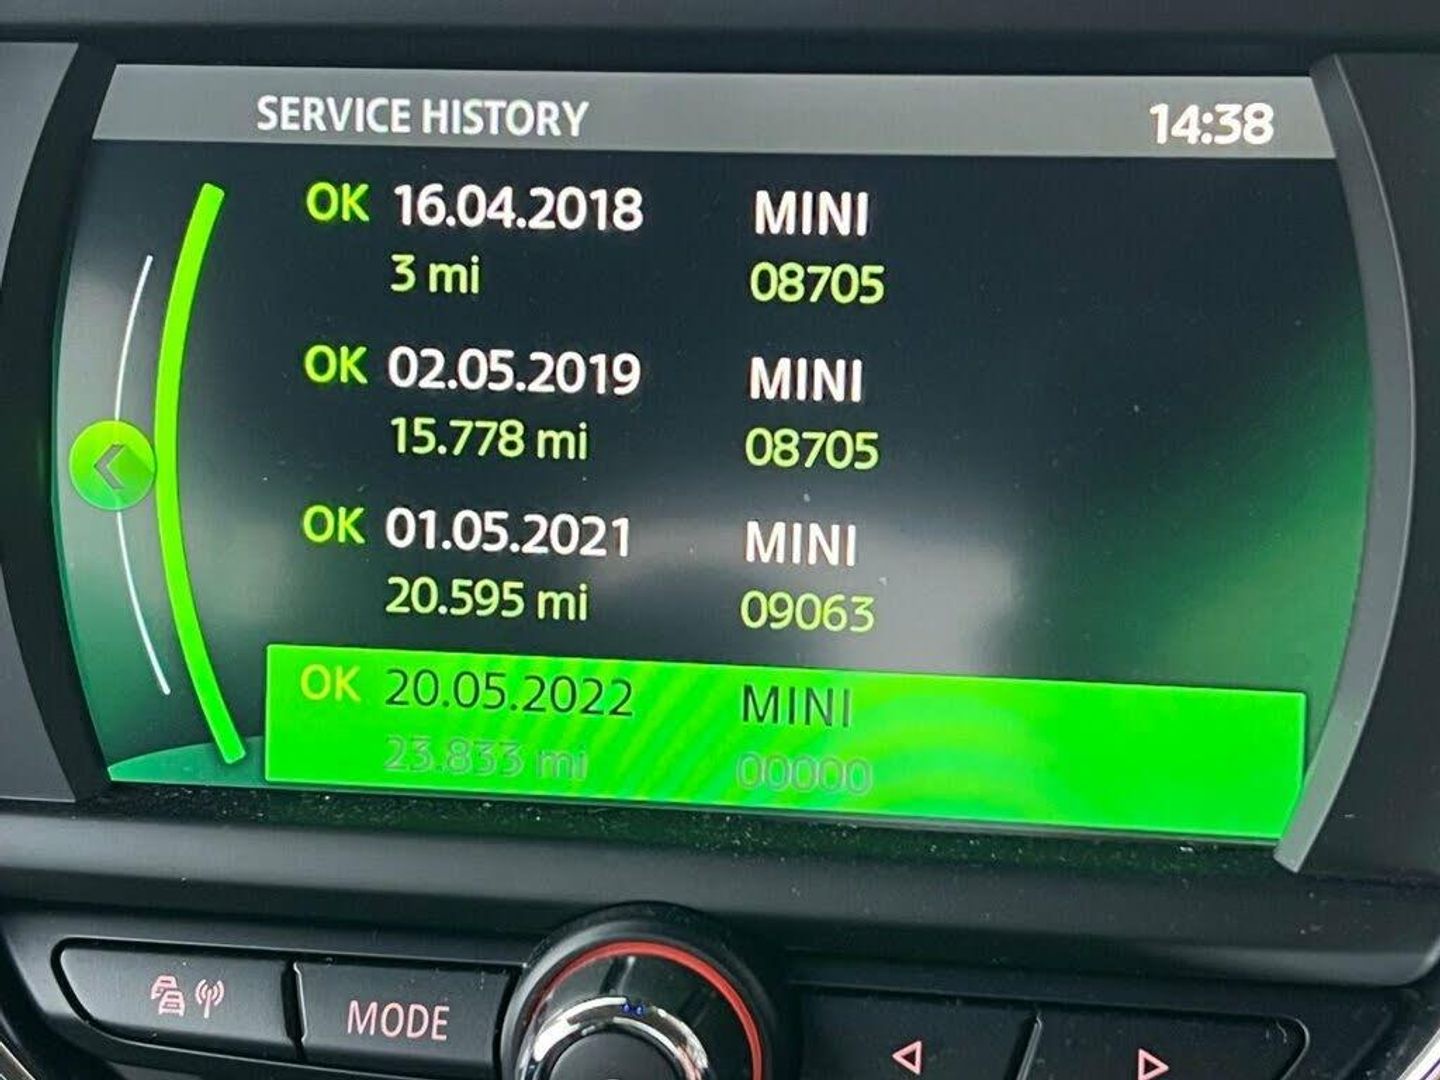 SERVICE HISTORY 14:38
OK 16.04.2018 MINI
3 mi 08705
OK 02.05.2019 MINI
15.778 mi 08705
OK 01.05.2021 MINI
20.595 mi 09063
OK 20.05.2022 MINI
23.833 mi 00000
MODE